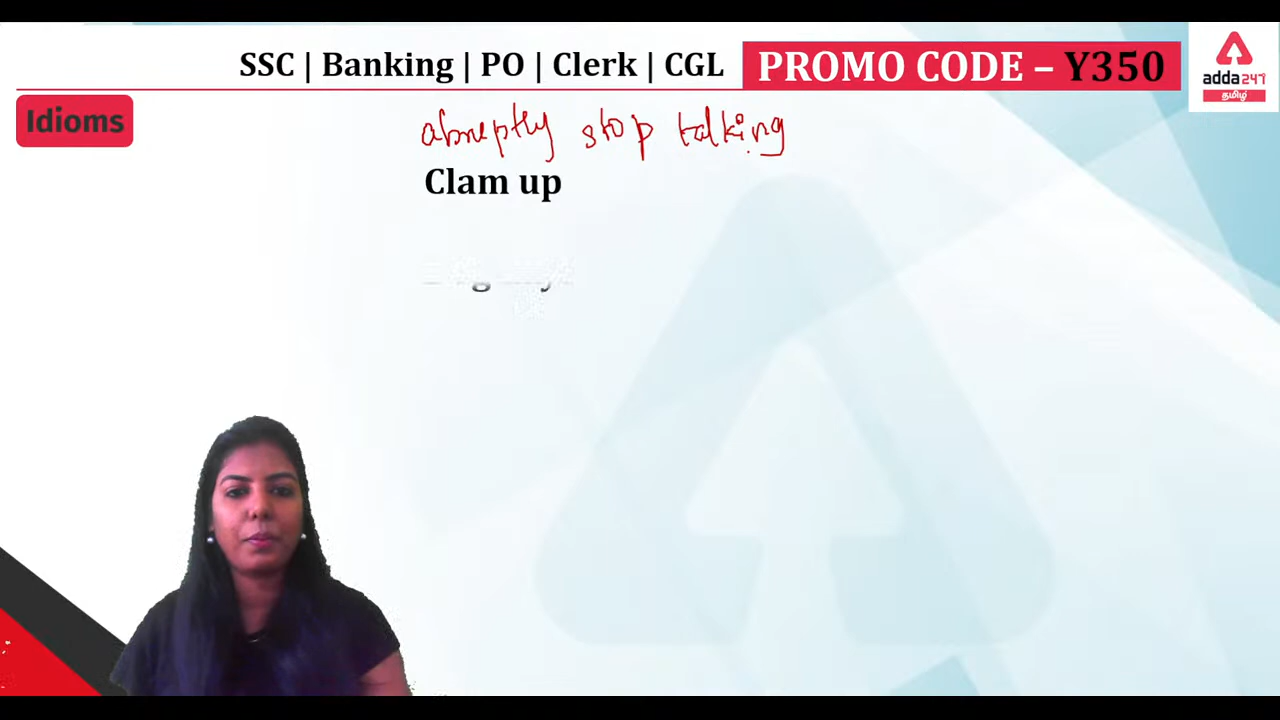 SSC | Banking | PO | Clerk | CGL PROMO CODE – Y350
adda247
தமிழ்
Idioms
abruptly stop talking
Clam up